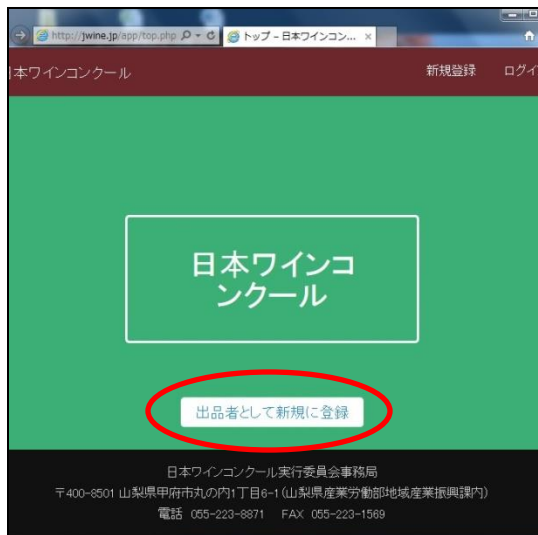 http://jwine.jp/app/top.php
トップ - 日本ワインコン...
日本ワインコンクール 新規登録 ログイ
日本ワインコ
ンクール
出品者として新規に登録
日本ワインコンクール実行委員会事務局
〒400-8501 山梨県甲府市丸の内1丁目6-1(山梨県産業労働部地域産業振興課内)
電話 055-223-8871 FAX 055-223-1569